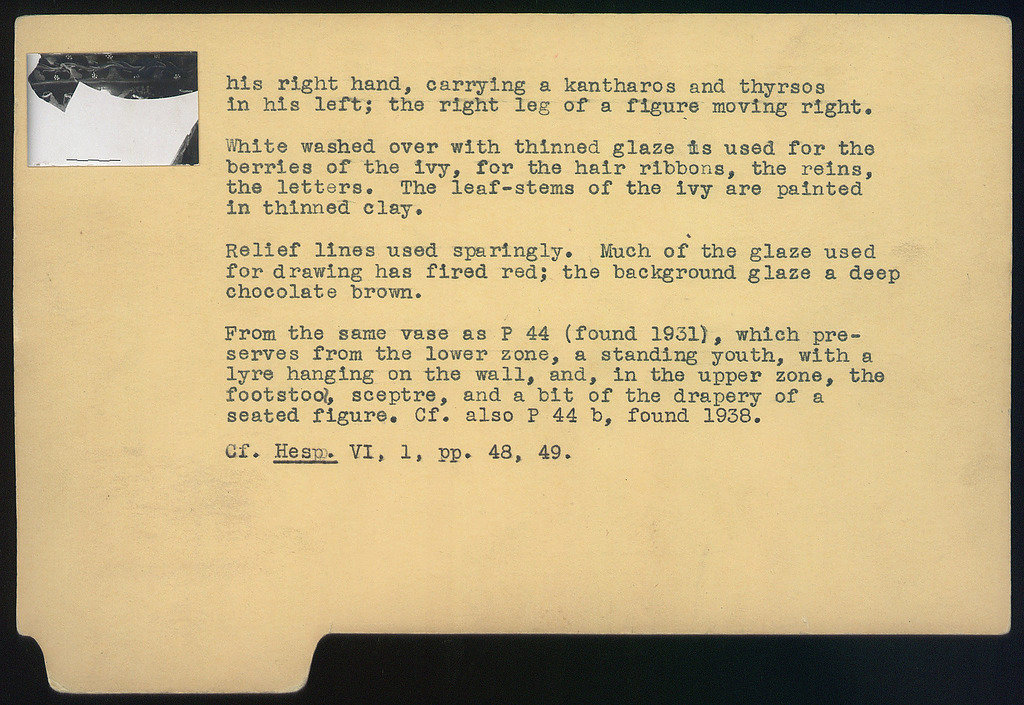 his right hand, carrying a kantharos and thyrsos
in his left; the right leg of a figure moving right.
White washed over with thinned glaze is used for the
berries of the ivy, for the hair ribbons, the reins,
the letters.  The leaf-stems of the ivy are painted
in thinned clay.
Relief lines used sparingly.  Much of the glaze used
for drawing has fired red; the background glaze a deep
chocolate brown.
From the same vase as P 44 (found 1931), which pre-
serves from the lower zone, a standing youth, with a
lyre hanging on the wall, and, in the upper zone, the
footstool, sceptre, and a bit of the drapery of a
seated figure. Cf. also P 44 b, found 1938.
Cf. Hesp. VI, 1, pp. 48, 49.